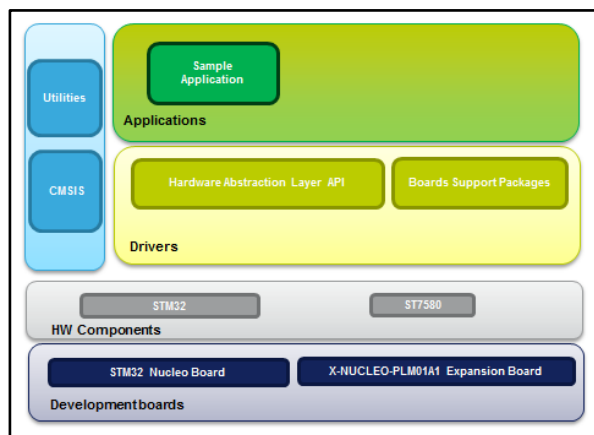 Utilities
CMSIS
Sample
Application
Applications
Hardware Abstraction Layer API
Boards Support Packages
Drivers
STM32
ST7580
HW Components
STM32 Nucleo Board
X-NUCLEO-PLM01A1 Expansion Board
Developmentboards